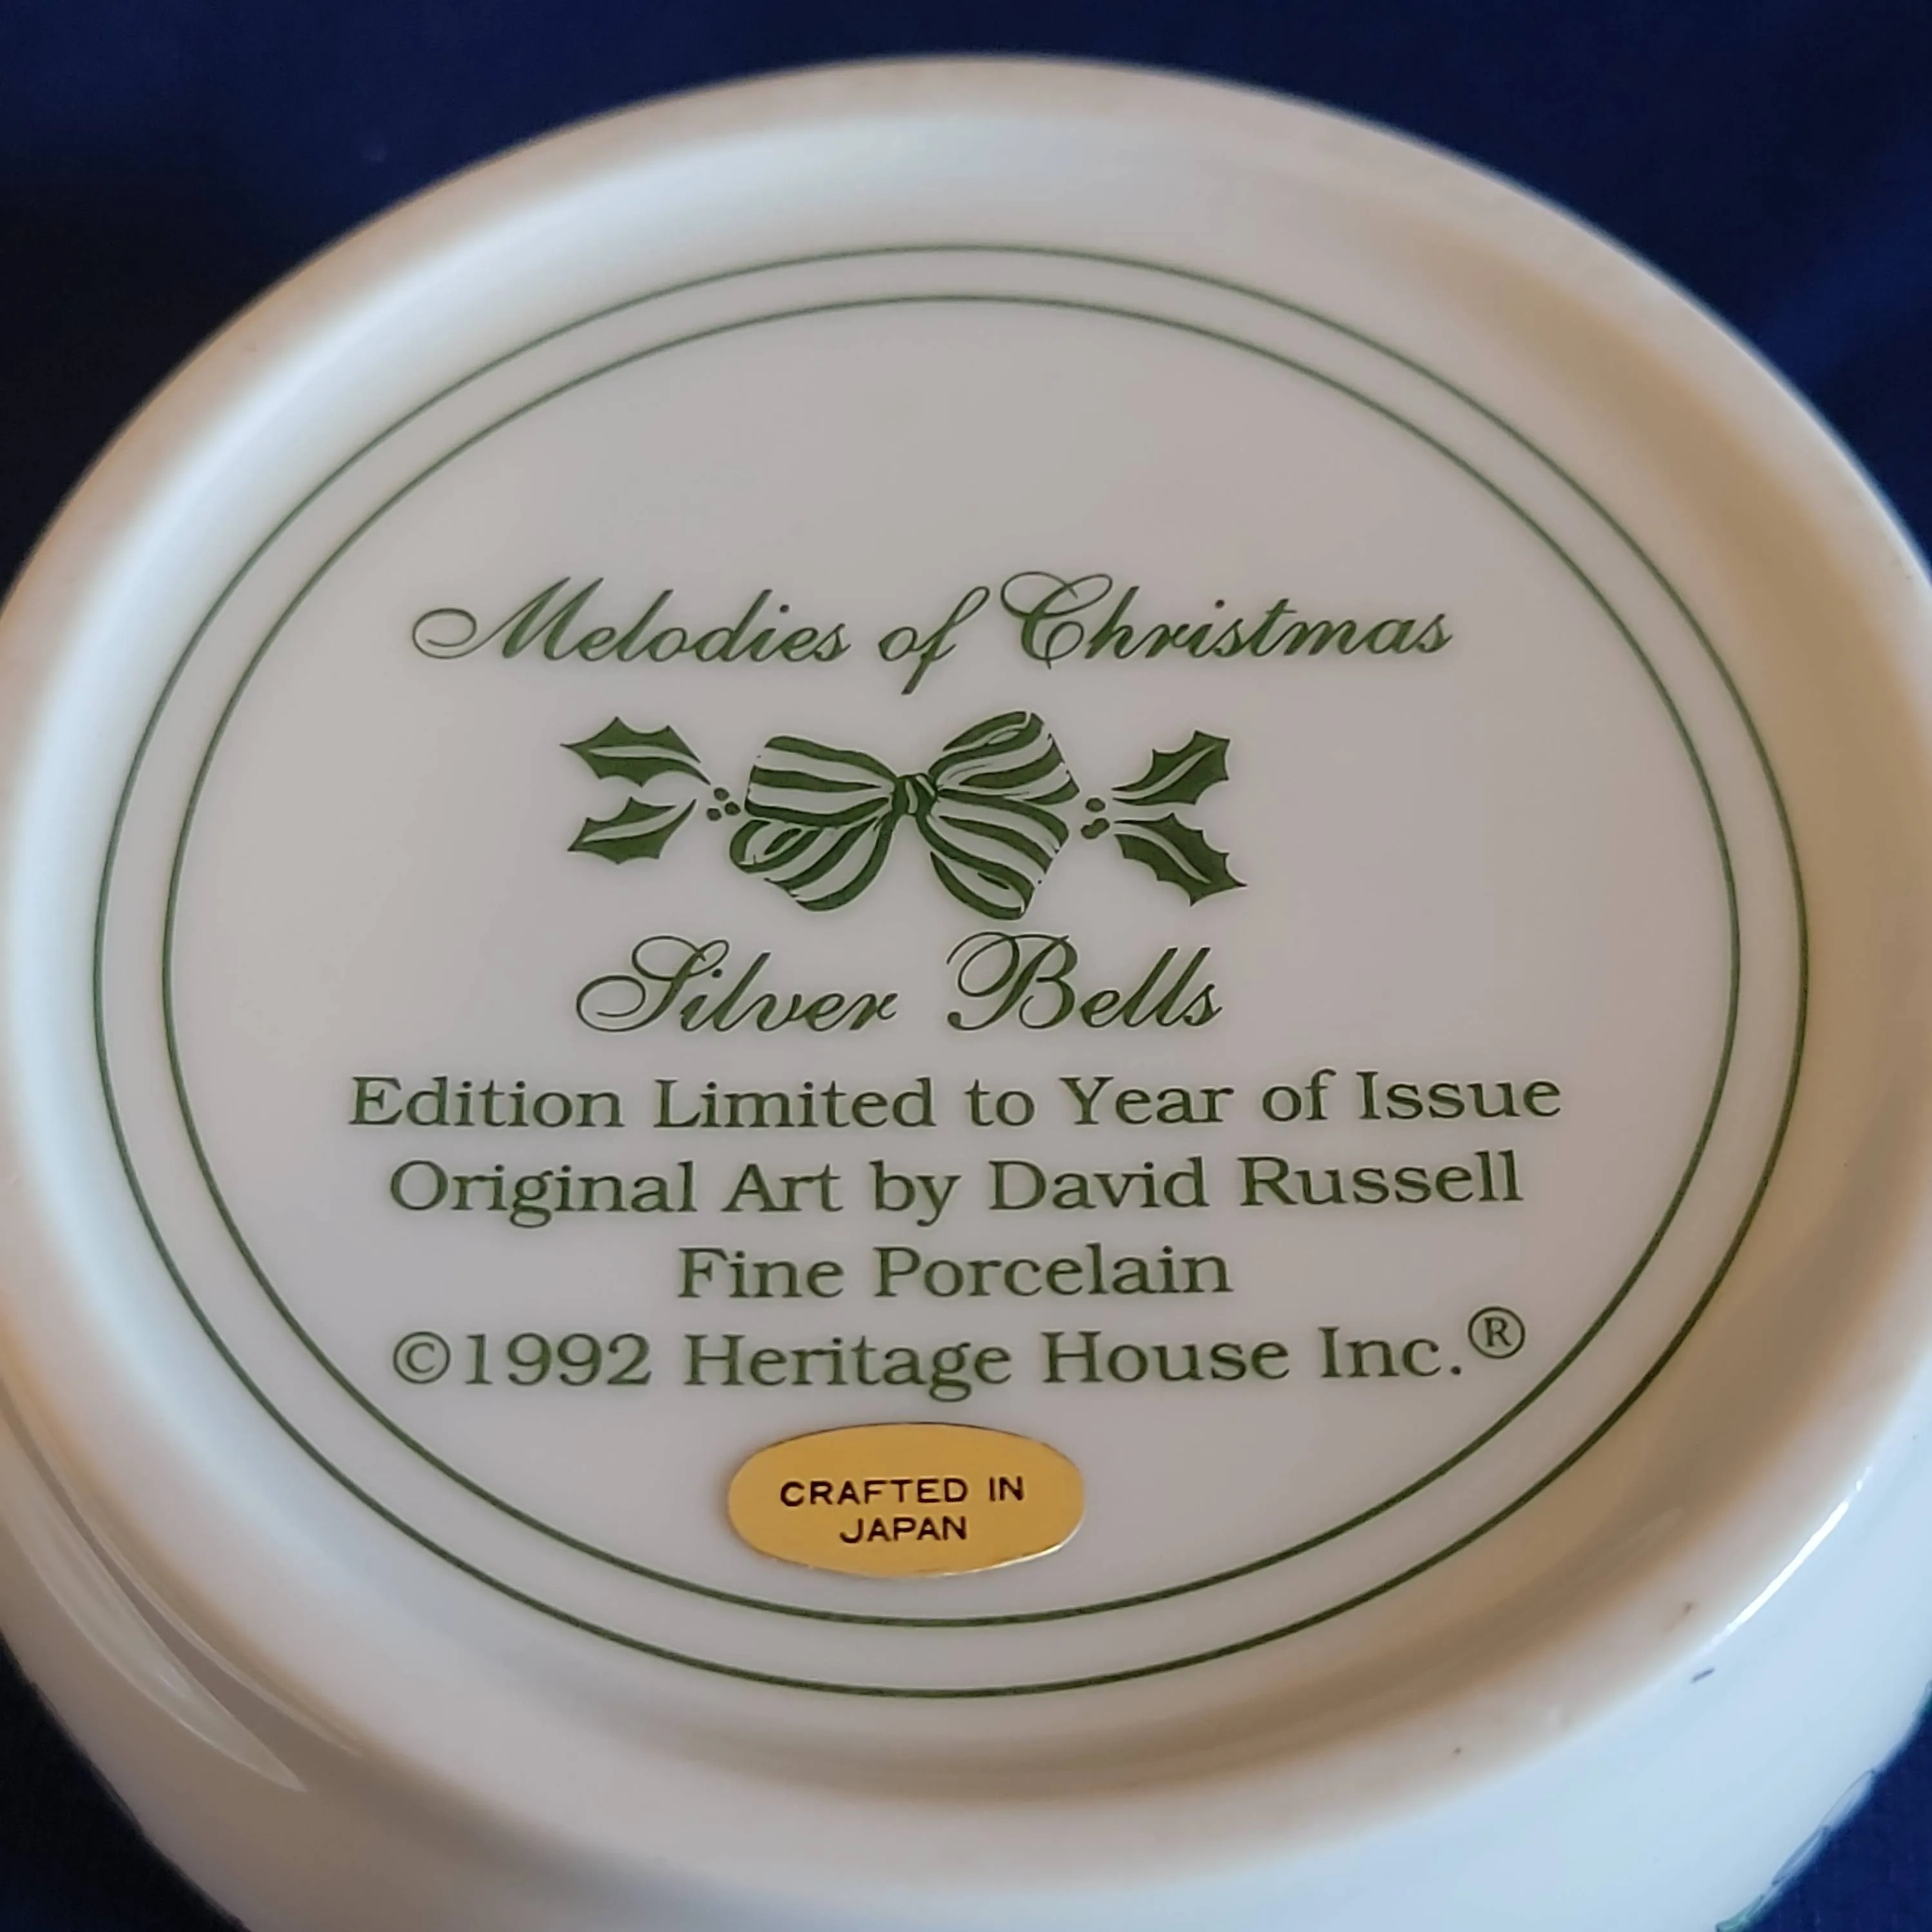 Melodies of Christmas
Silver Bells
Edition Limited to Year of Issue
Original Art by David Russell
Fine Porcelain
©1992 Heritage House Inc.®
CRAFTED IN
JAPAN